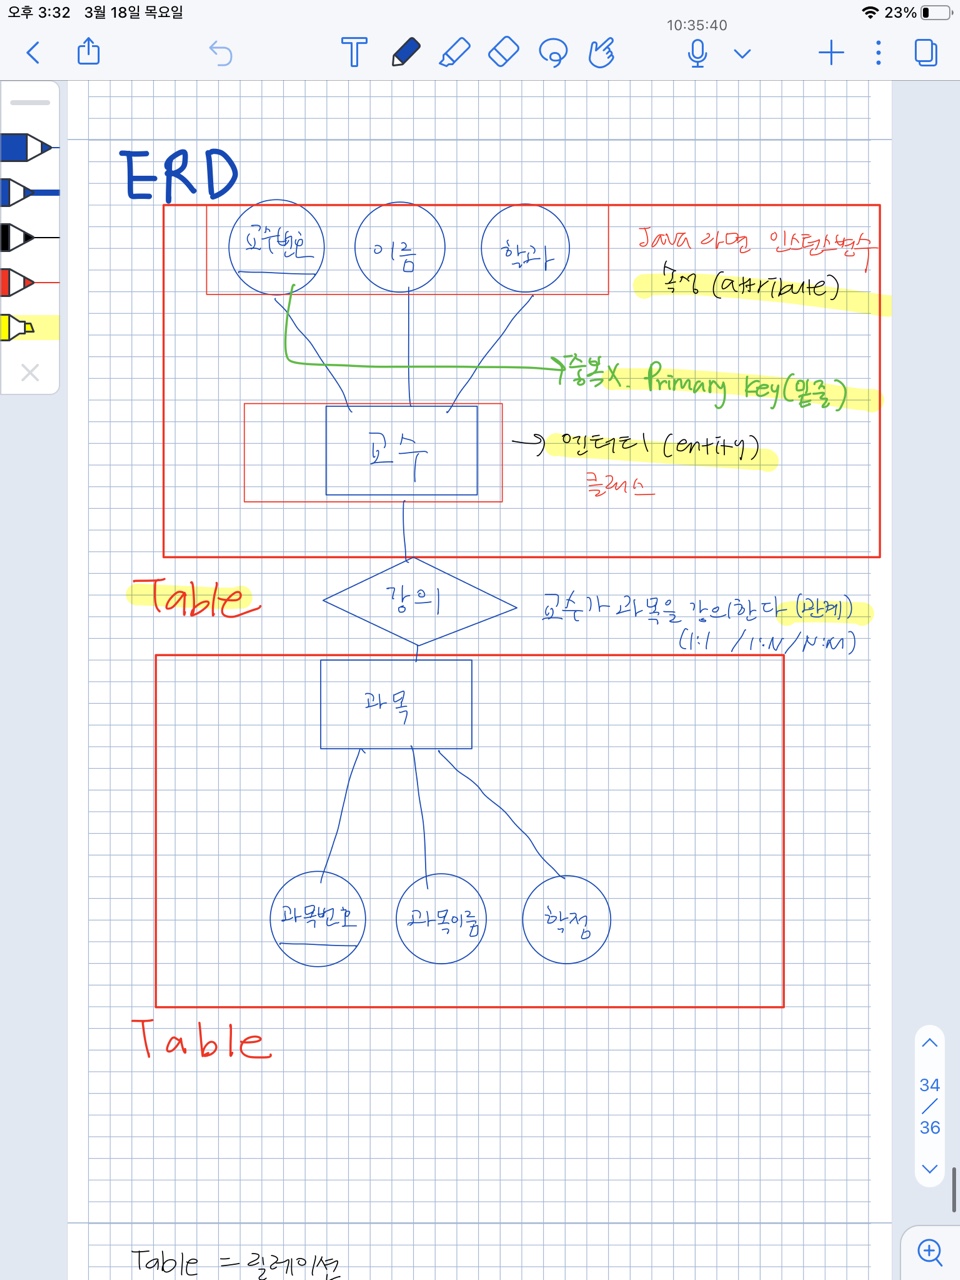 오후 3:32 3월 18일 목요일
23%
10:35:40
ERD
교수번호
이름
학과
Java 라면 인스턴스변수
속성 (attribute)
중복X. Primary key(밑줄)
교수
엔터티 (entity)
클래스
Table
강의
교수가 과목을 강의한다 (관계)
(1:1 / 1:N / N:M)
과목
과목번호
과목이름
학점
Table
34
/
36
Table = 릴레이션